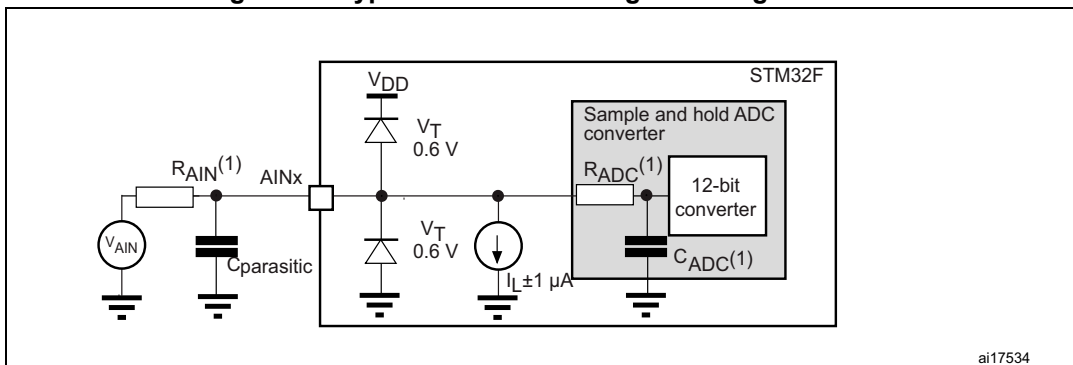 STM32F
VDD
Sample and hold ADC
converter
VT
0.6 V
RAIN(1)
AINx
RADC(1)
12-bit
converter
VAIN
Cparasitic
VT
0.6 V
IL±1 µA
CADC(1)
ai17534